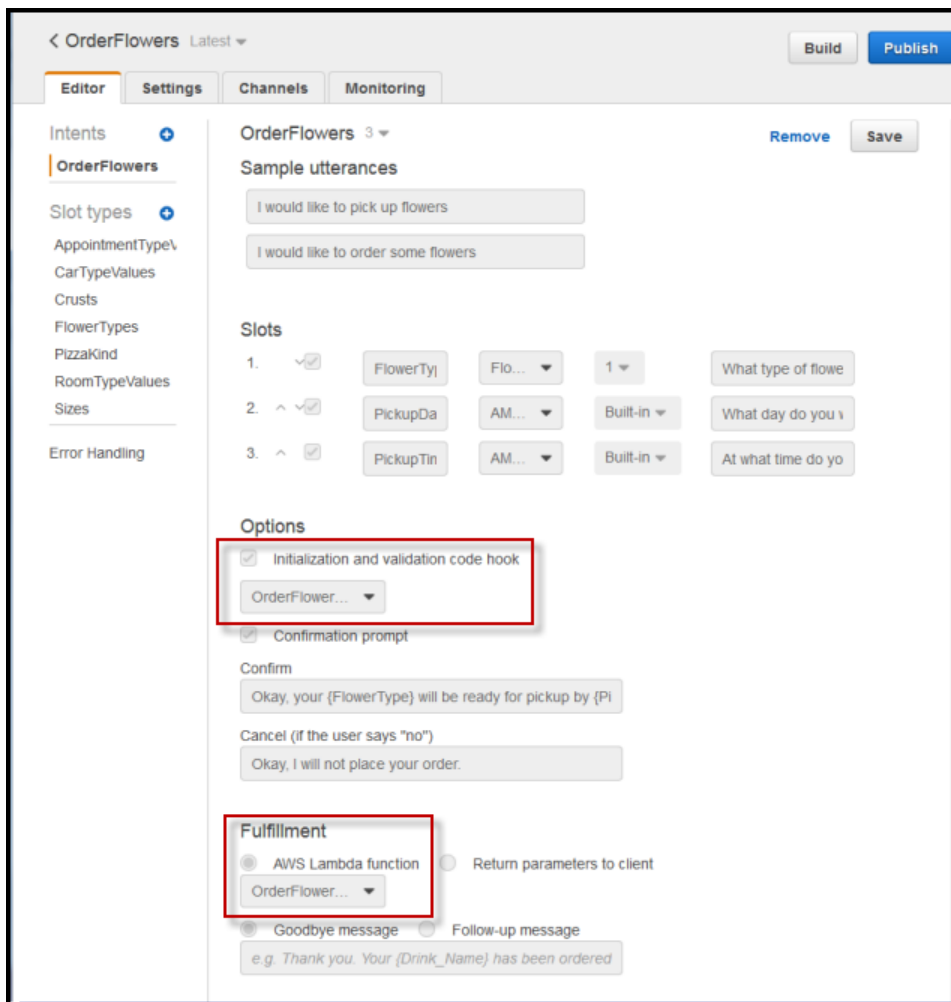 OrderFlowers Latest
Build Publish
Editor Settings Channels Monitoring
Intents
OrderFlowers
Slot types
AppointmentTypeV
CarTypeValues
Crusts
FlowerTypes
PizzaKind
RoomTypeValues
Sizes
Error Handling
OrderFlowers 3
Remove Save
Sample utterances
I would like to pick up flowers
I would like to order some flowers
Slots
1. FlowerTy Flo... 1 What type of flowe
2. PickupDa AM... Built-in What day do you
3. PickupTin AM... Built-in At what time do yo
Options
Initialization and validation code hook
OrderFlower...
Confirmation prompt
Confirm
Okay, your {FlowerType} will be ready for pickup by {Pi
Cancel (if the user says "no")
Okay, I will not place your order.
Fulfillment
AWS Lambda function Return parameters to client
OrderFlower...
Goodbye message Follow-up message
e.g. Thank you. Your {Drink_Name} has been ordered